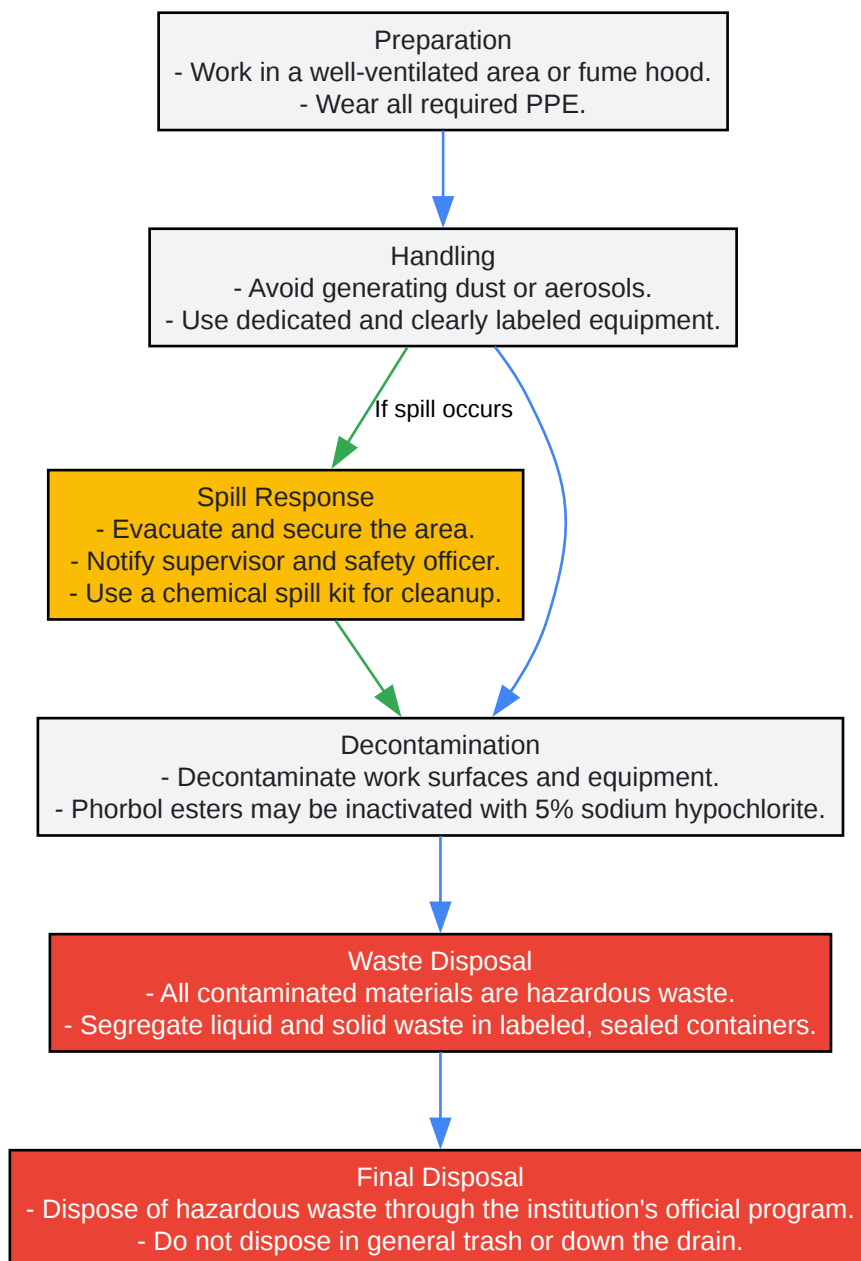 Preparation
- Work in a well-ventilated area or fume hood.
- Wear all required PPE.
Handling
- Avoid generating dust or aerosols.
- Use dedicated and clearly labeled equipment.
If spill occurs
Spill Response
- Evacuate and secure the area.
- Notify supervisor and safety officer.
- Use a chemical spill kit for cleanup.
Decontamination
- Decontaminate work surfaces and equipment.
- Phorbol esters may be inactivated with 5% sodium hypochlorite.
Waste Disposal
- All contaminated materials are hazardous waste.
- Segregate liquid and solid waste in labeled, sealed containers.
Final Disposal
- Dispose of hazardous waste through the institution's official program.
- Do not dispose in general trash or down the drain.